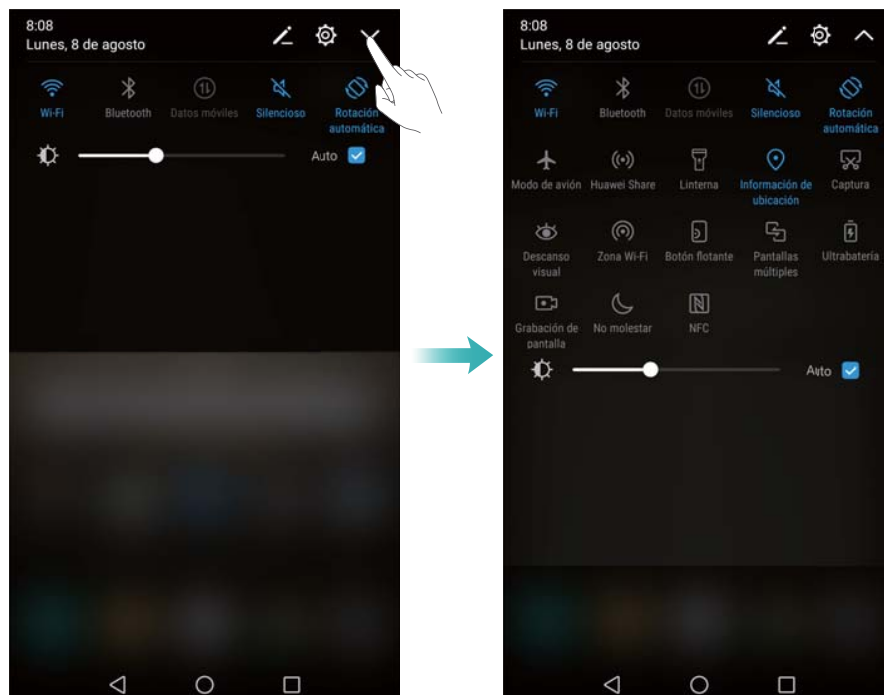 8:08
Lunes, 8 de agosto
Wi-Fi
Bluetooth
Datos móviles
Silencioso
Rotación
automática
Auto
8:08
Lunes, 8 de agosto
Wi-Fi
Bluetooth
Datos móviles
Silencioso
Rotación
automática
Modo de avión
Huawei Share
Linterna
Información de
ubicación
Captura
Descanso
visual
Zona Wi-Fi
Botón flotante
Pantallas
múltiples
Ultrabatería
Grabación de
pantalla
No molestar
NFC
Auto